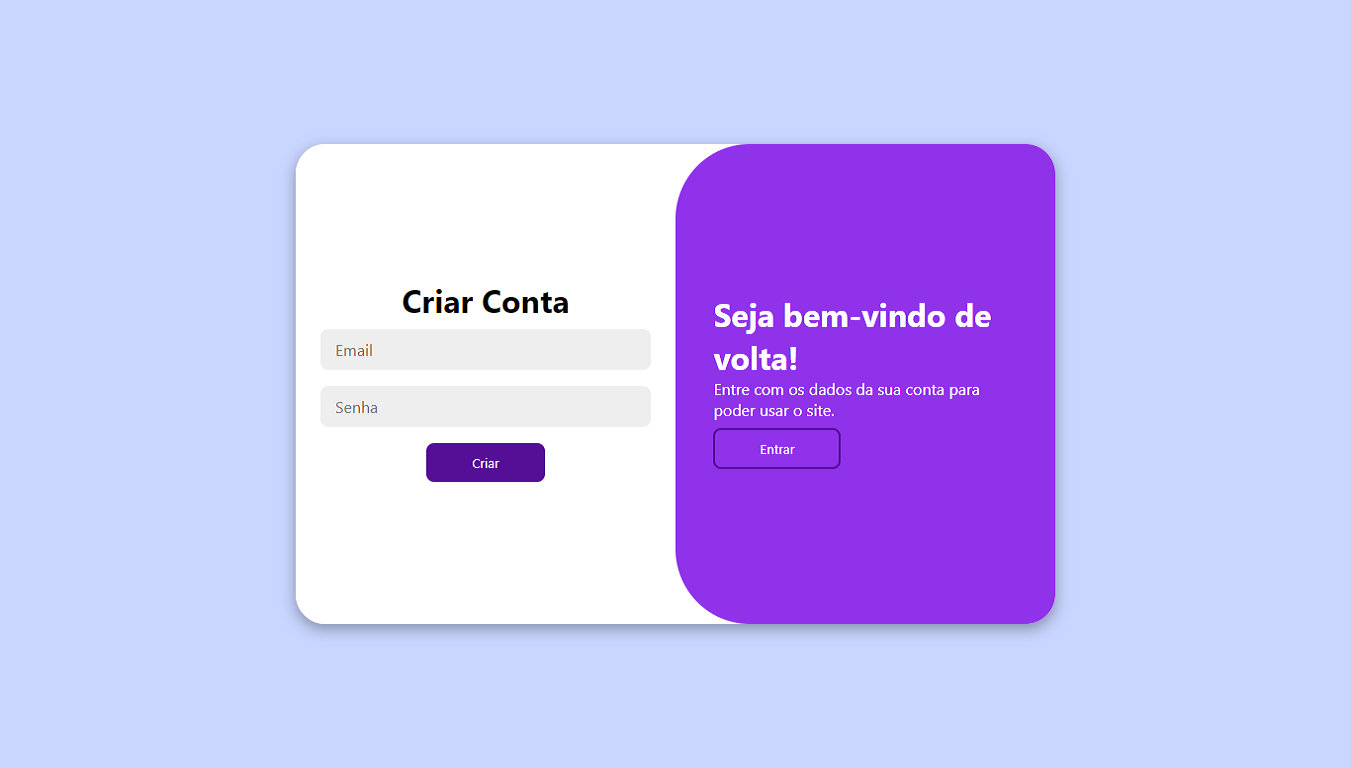 Criar Conta
Email
Senha
Criar
Seja bem-vindo de
volta!
Entre com os dados da sua conta para
poder usar o site.
Entrar